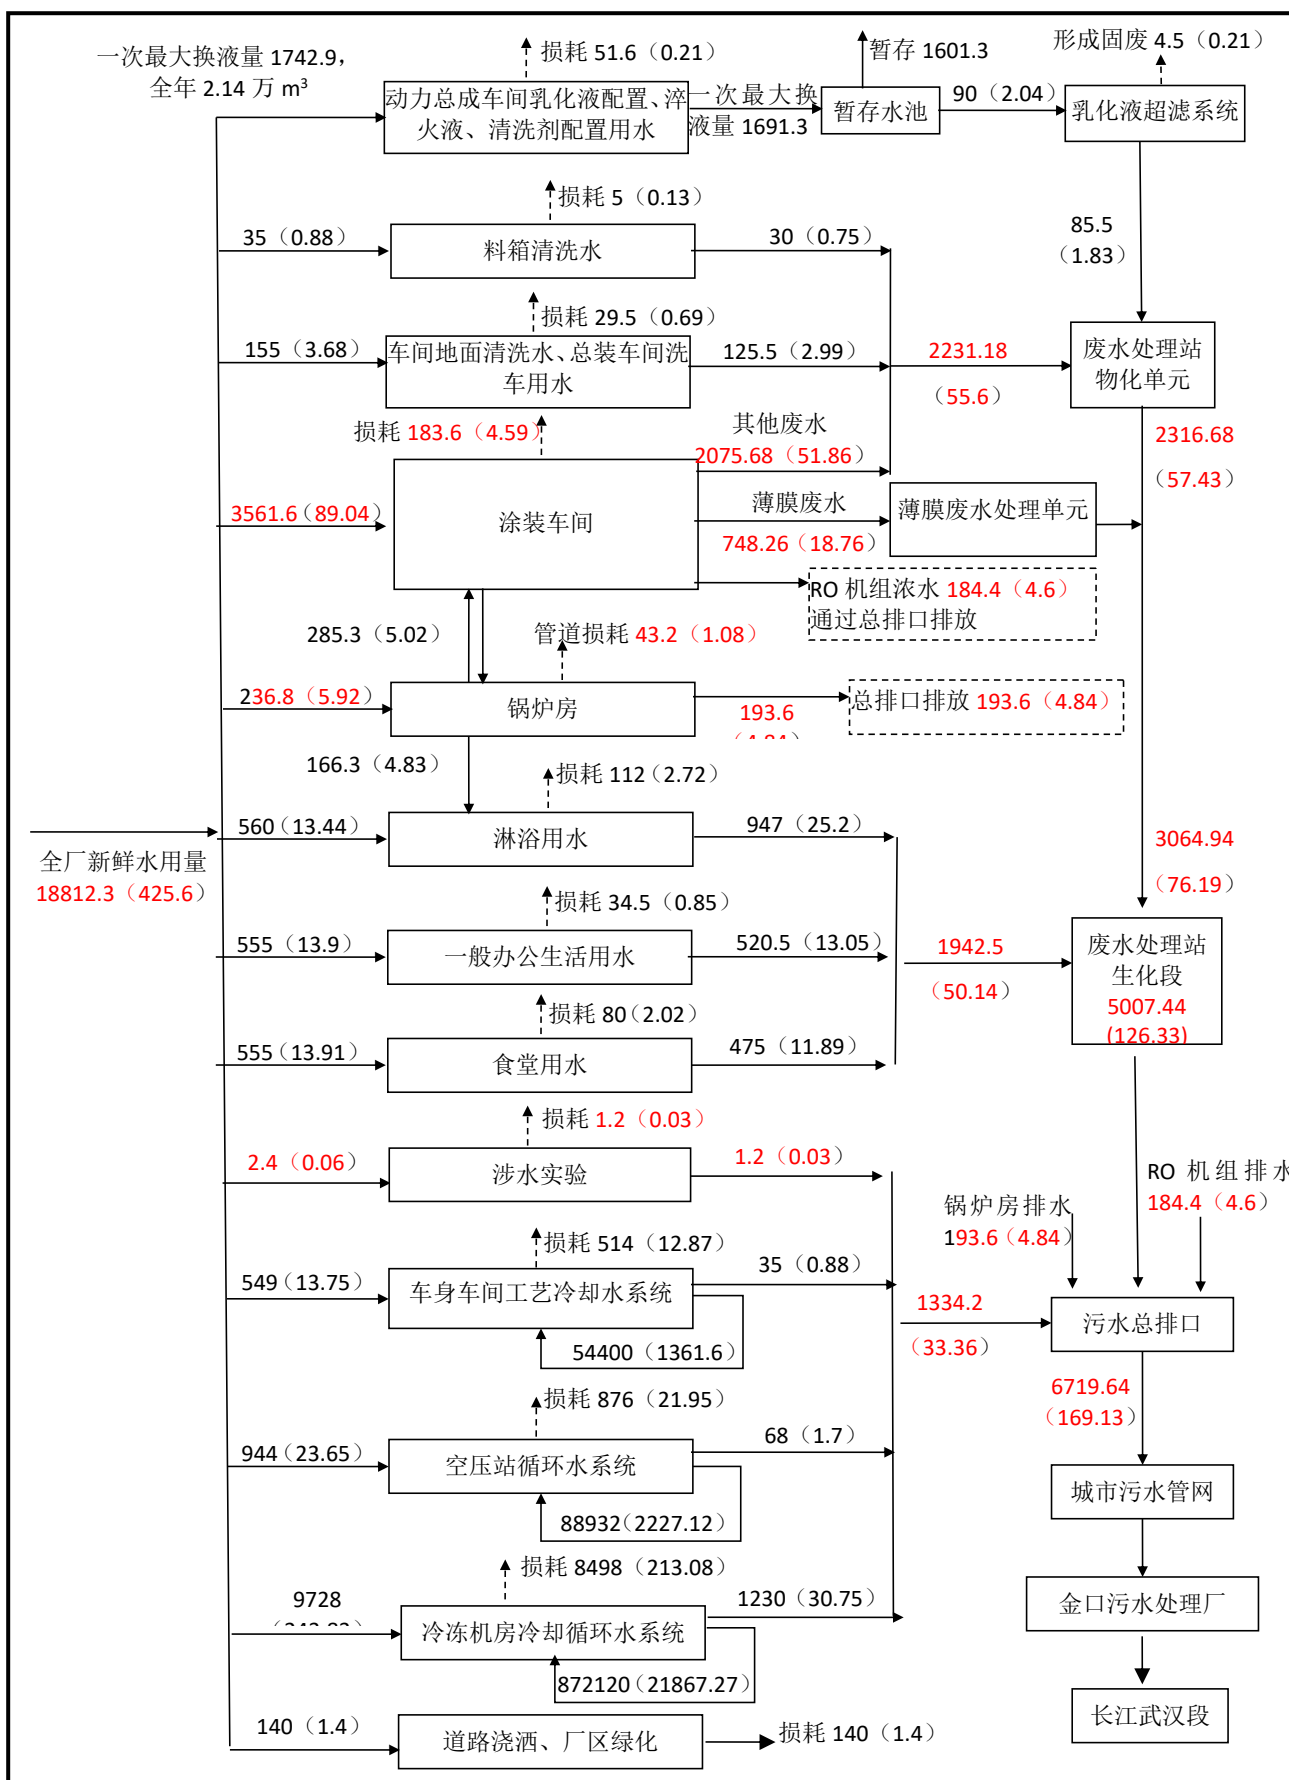 一次最大换液量 1742.9，
全年 2.14 万 m³
损耗 51.6（0.21）
暂存 1601.3
形成固废 4.5（0.21）
动力总成车间乳化液配置、淬
火液、清洗剂配置用水
一次最大换
液量 1691.3
暂存水池
90（2.04）
乳化液超滤系统
损耗 5（0.13）
35（0.88）
料箱清洗水
30（0.75）
85.5
（1.83）
损耗 29.5（0.69）
155（3.68）
车间地面清洗水、总装车间洗
车用水
125.5（2.99）
2231.18
（55.6）
废水处理站
物化单元
损耗 183.6（4.59）
其他废水
2075.68（51.86）
2316.68
（57.43）
3561.6（89.04）
涂装车间
薄膜废水
748.26（18.76）
薄膜废水处理单元
RO 机组浓水 184.4（4.6）
通过总排口排放
285.3（5.02）
管道损耗 43.2（1.08）
236.8（5.92）
锅炉房
193.6
总排口排放 193.6（4.84）
166.3（4.83）
损耗 112（2.72）
560（13.44）
淋浴用水
947（25.2）
3064.94
（76.19）
全厂新鲜水用量
18812.3（425.6）
损耗 34.5（0.85）
555（13.9）
一般办公生活用水
520.5（13.05）
1942.5
（50.14）
废水处理站
生化段
5007.44
(126.33)
损耗 80（2.02）
555（13.91）
食堂用水
475（11.89）
损耗 1.2（0.03）
2.4（0.06）
涉水实验
1.2（0.03）
锅炉房排水
193.6（4.84）
RO 机组排水
184.4（4.6）
损耗 514（12.87）
549（13.75）
车身车间工艺冷却水系统
35（0.88）
54400（1361.6）
1334.2
（33.36）
污水总排口
6719.64
（169.13）
损耗 876（21.95）
944（23.65）
空压站循环水系统
68（1.7）
88932（2227.12）
城市污水管网
损耗 8498（213.08）
9728
冷冻机房冷却循环水系统
1230（30.75）
872120（21867.27）
金口污水处理厂
140（1.4）
道路浇洒、厂区绿化
损耗 140（1.4）
长江武汉段